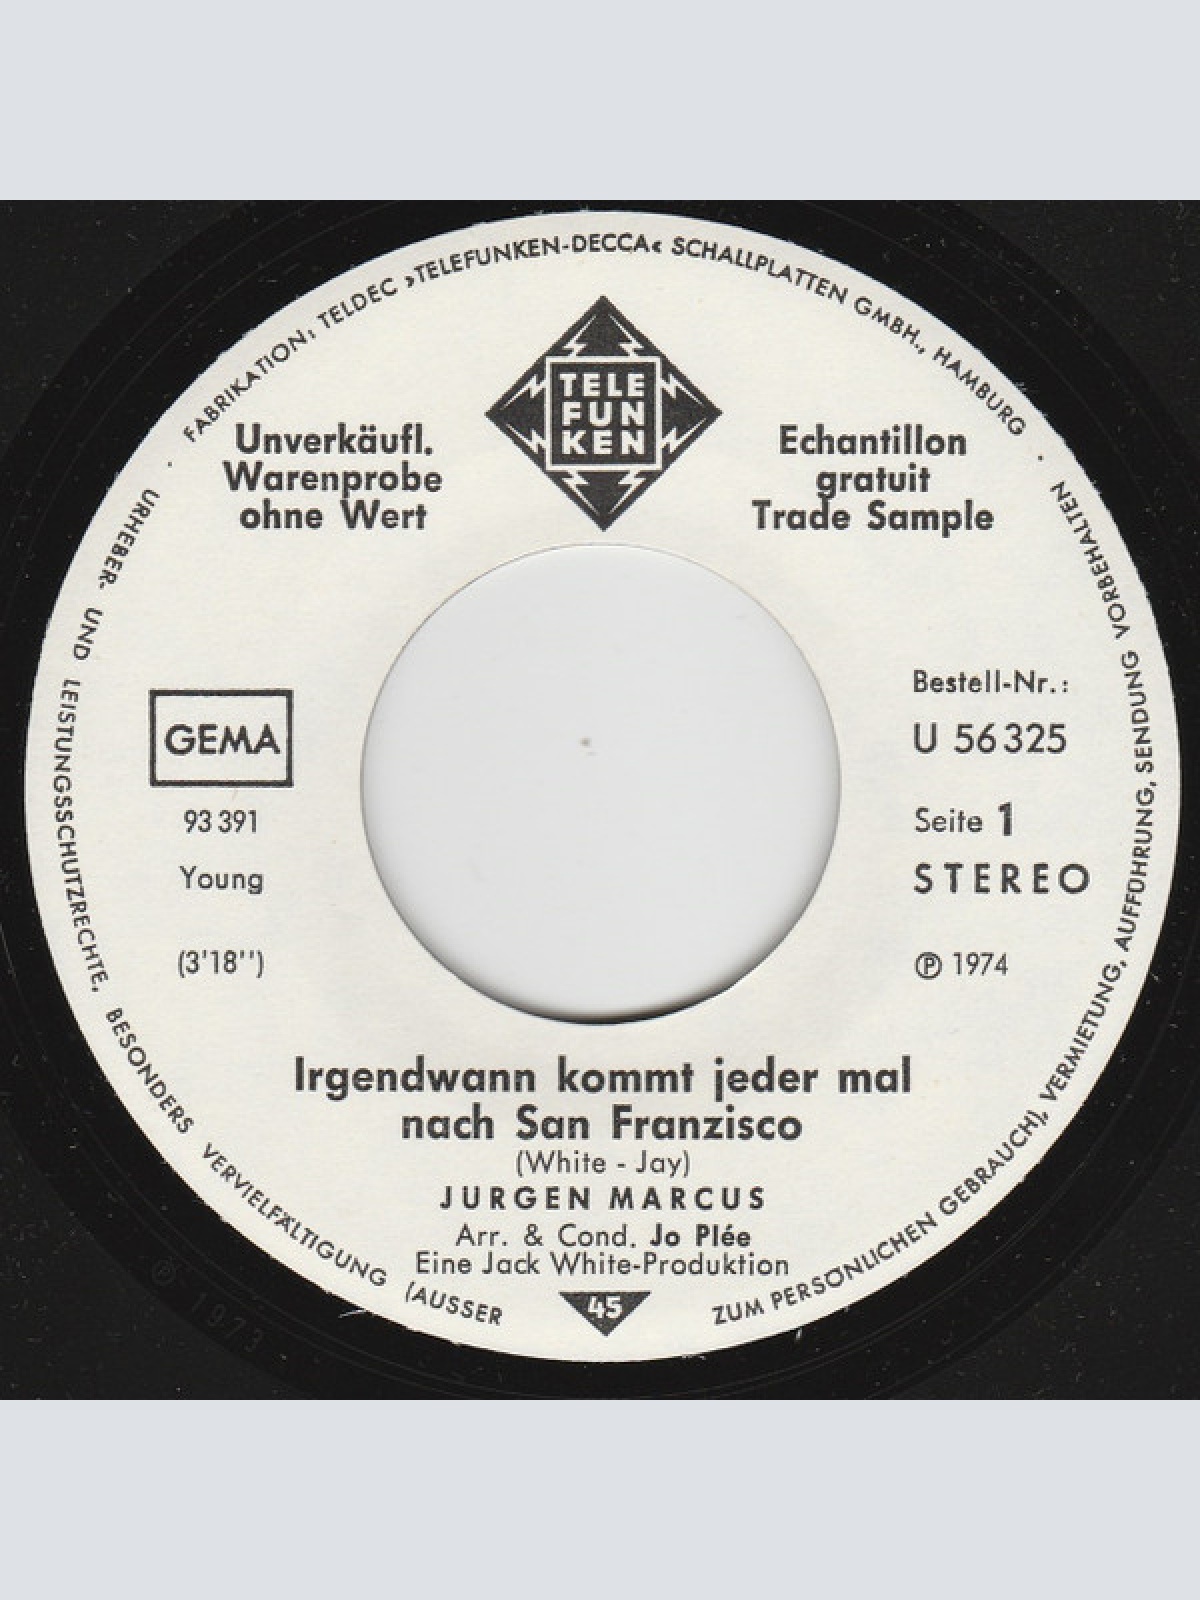 FABRIKATION: TELDEC »TELEFUNKEN-DECCA« SCHALLPLATTEN GMBH., HAMBURG
TELE
FUN
KEN
Unverkäufl.
Warenprobe
ohne Wert
Echantillon
gratuit
Trade Sample
GEMA
93 391
Young
(3'18'')
Bestell-Nr.:
U 56 325
Seite 1
STEREO
℗ 1974
Irgendwann kommt jeder mal
nach San Franzisco
(White - Jay)
JURGEN MARCUS
Arr. & Cond. Jo Plée
Eine Jack White-Produktion
45
URHEBER- UND LEISTUNGSSCHUTZRECHTE, BESONDERS VERVIELFÄLTIGUNG (AUSSER ZUM PERSÖNLICHEN GEBRAUCH), VERMIETUNG, AUFFÜHRUNG, SENDUNG VORBEHALTEN
℗ 1973